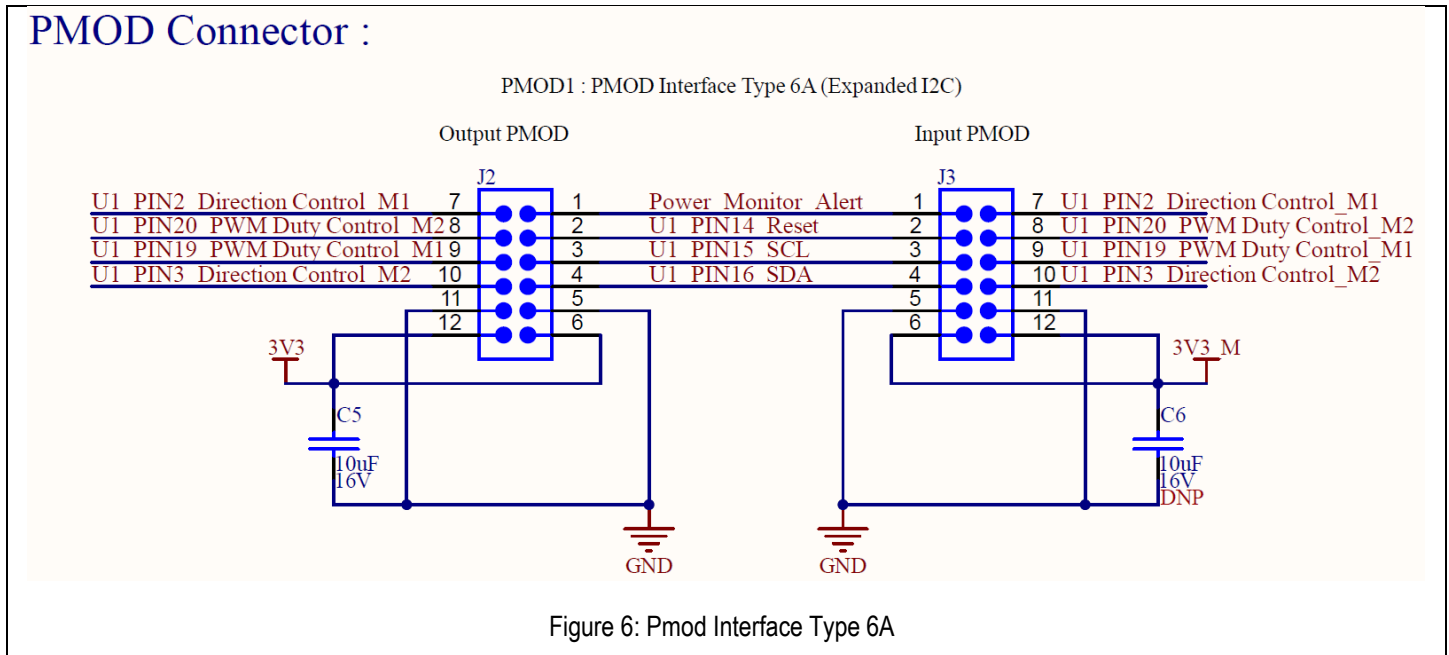 PMOD Connector :
PMOD1 : PMOD Interface Type 6A (Expanded I2C)
Output PMOD
Input PMOD
J2
J3
U1_PIN2_Direction Control_M1 7 1 Power_Monitor_Alert 1 7 U1_PIN2_Direction Control_M1
U1_PIN20_PWM Duty Control_M2 8 2 U1_PIN14_Reset 2 8 U1_PIN20_PWM Duty Control_M2
U1_PIN19_PWM Duty Control_M1 9 3 U1_PIN15_SCL 3 9 U1_PIN19_PWM Duty Control_M1
U1_PIN3_Direction Control_M2 10 4 U1_PIN16_SDA 4 10 U1_PIN3_Direction Control_M2
11 5 5 11
12 6 6 12
3V3
3V3_M
C5
C6
10uF
16V
10uF
16V
DNP
GND
GND
Figure 6: Pmod Interface Type 6A